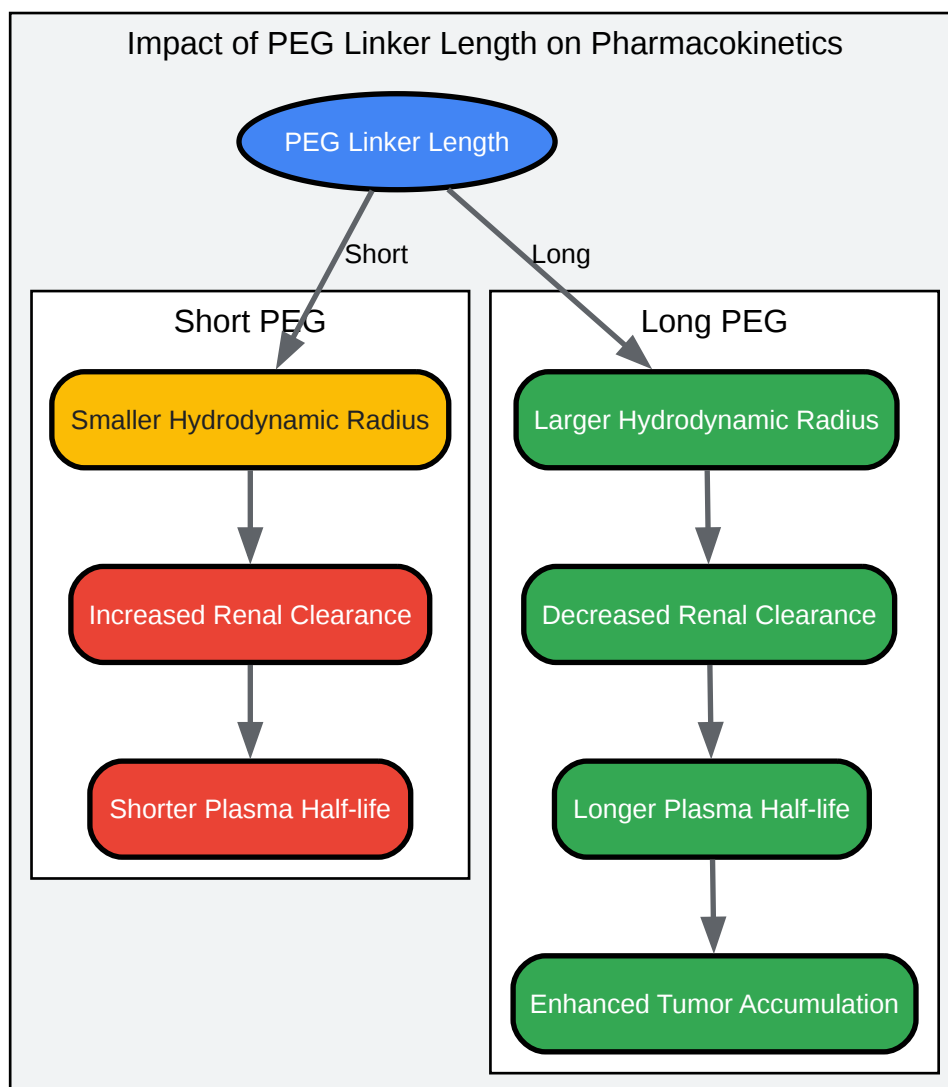 Impact of PEG Linker Length on Pharmacokinetics
PEG Linker Length
Short
Long
Short PEG
Smaller Hydrodynamic Radius
Increased Renal Clearance
Shorter Plasma Half-life
Long PEG
Larger Hydrodynamic Radius
Decreased Renal Clearance
Longer Plasma Half-life
Enhanced Tumor Accumulation